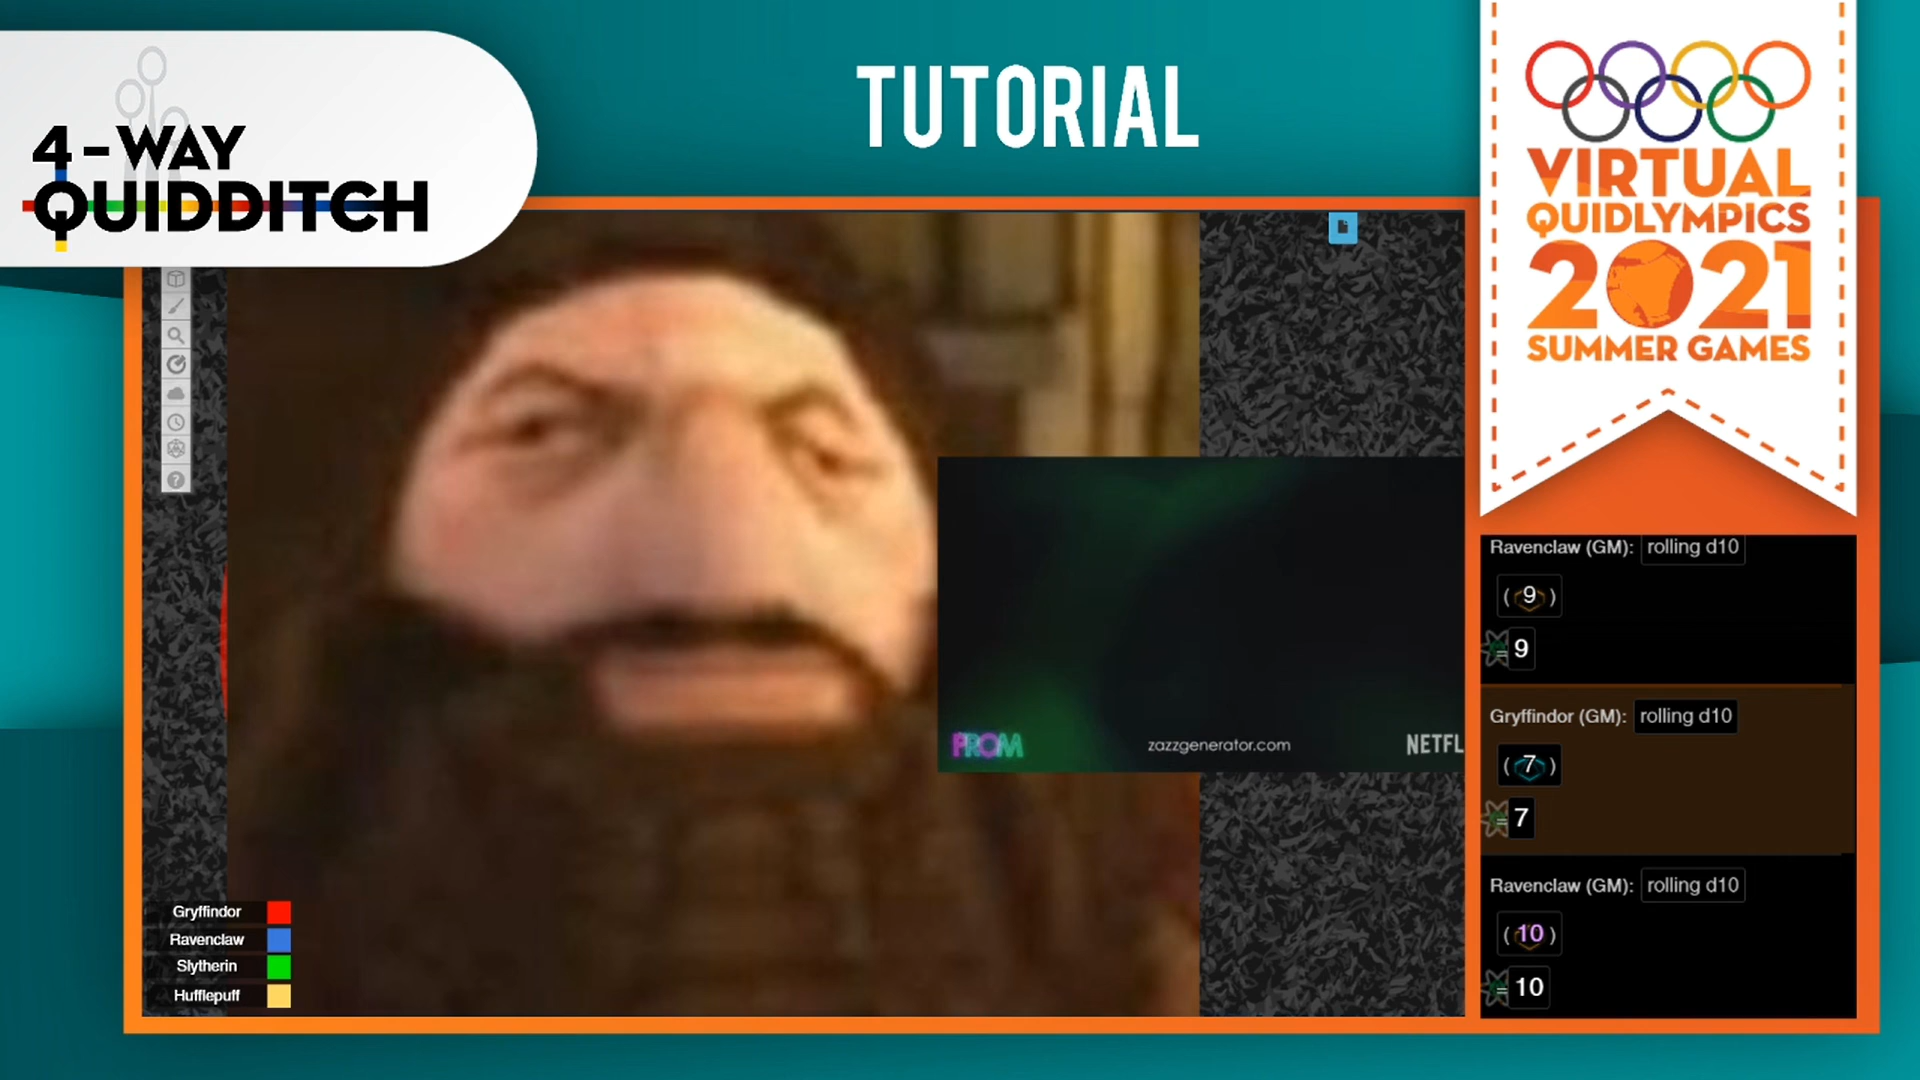 4-WAY
QUIDDITCH
TUTORIAL
VIRTUAL
QUIDLYMPICS
2021
SUMMER GAMES
PROM
zazzgenerator.com
NETFL
Gryffindor
Ravenclaw
Slytherin
Hufflepuff
Ravenclaw (GM): rolling d10
(9)
=9
Gryffindor (GM): rolling d10
(7)
=7
Ravenclaw (GM): rolling d10
(10)
=10